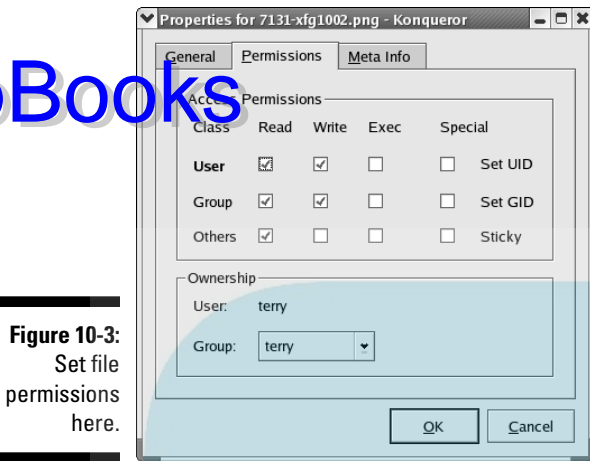 Properties for 7131-xfg1002.png - Konqueror
General Permissions Meta Info
Books
Access Permissions
Class Read Write Exec Special
User Set UID
Group Set GID
Others Sticky
Ownership
User: terry
Group: terry
OK Cancel
Figure 10-3:
Set file
permissions
here.